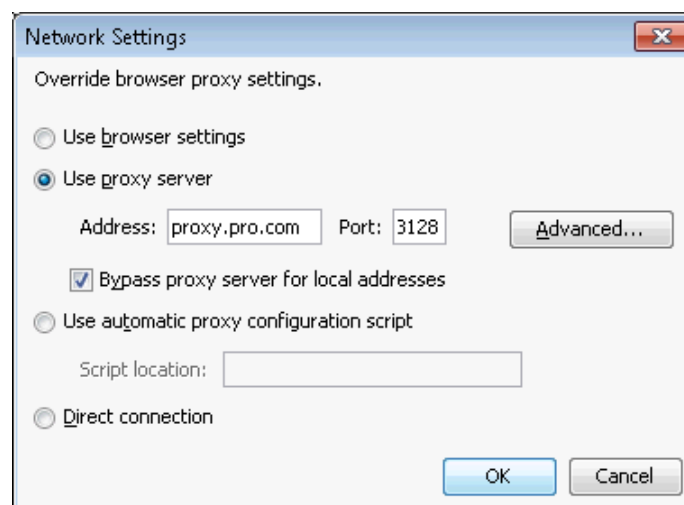 Network Settings
Override browser proxy settings.
Use browser settings
Use proxy server
Address: proxy.pro.com Port: 3128 Advanced...
Bypass proxy server for local addresses
Use automatic proxy configuration script
Script location:
Direct connection
OK Cancel